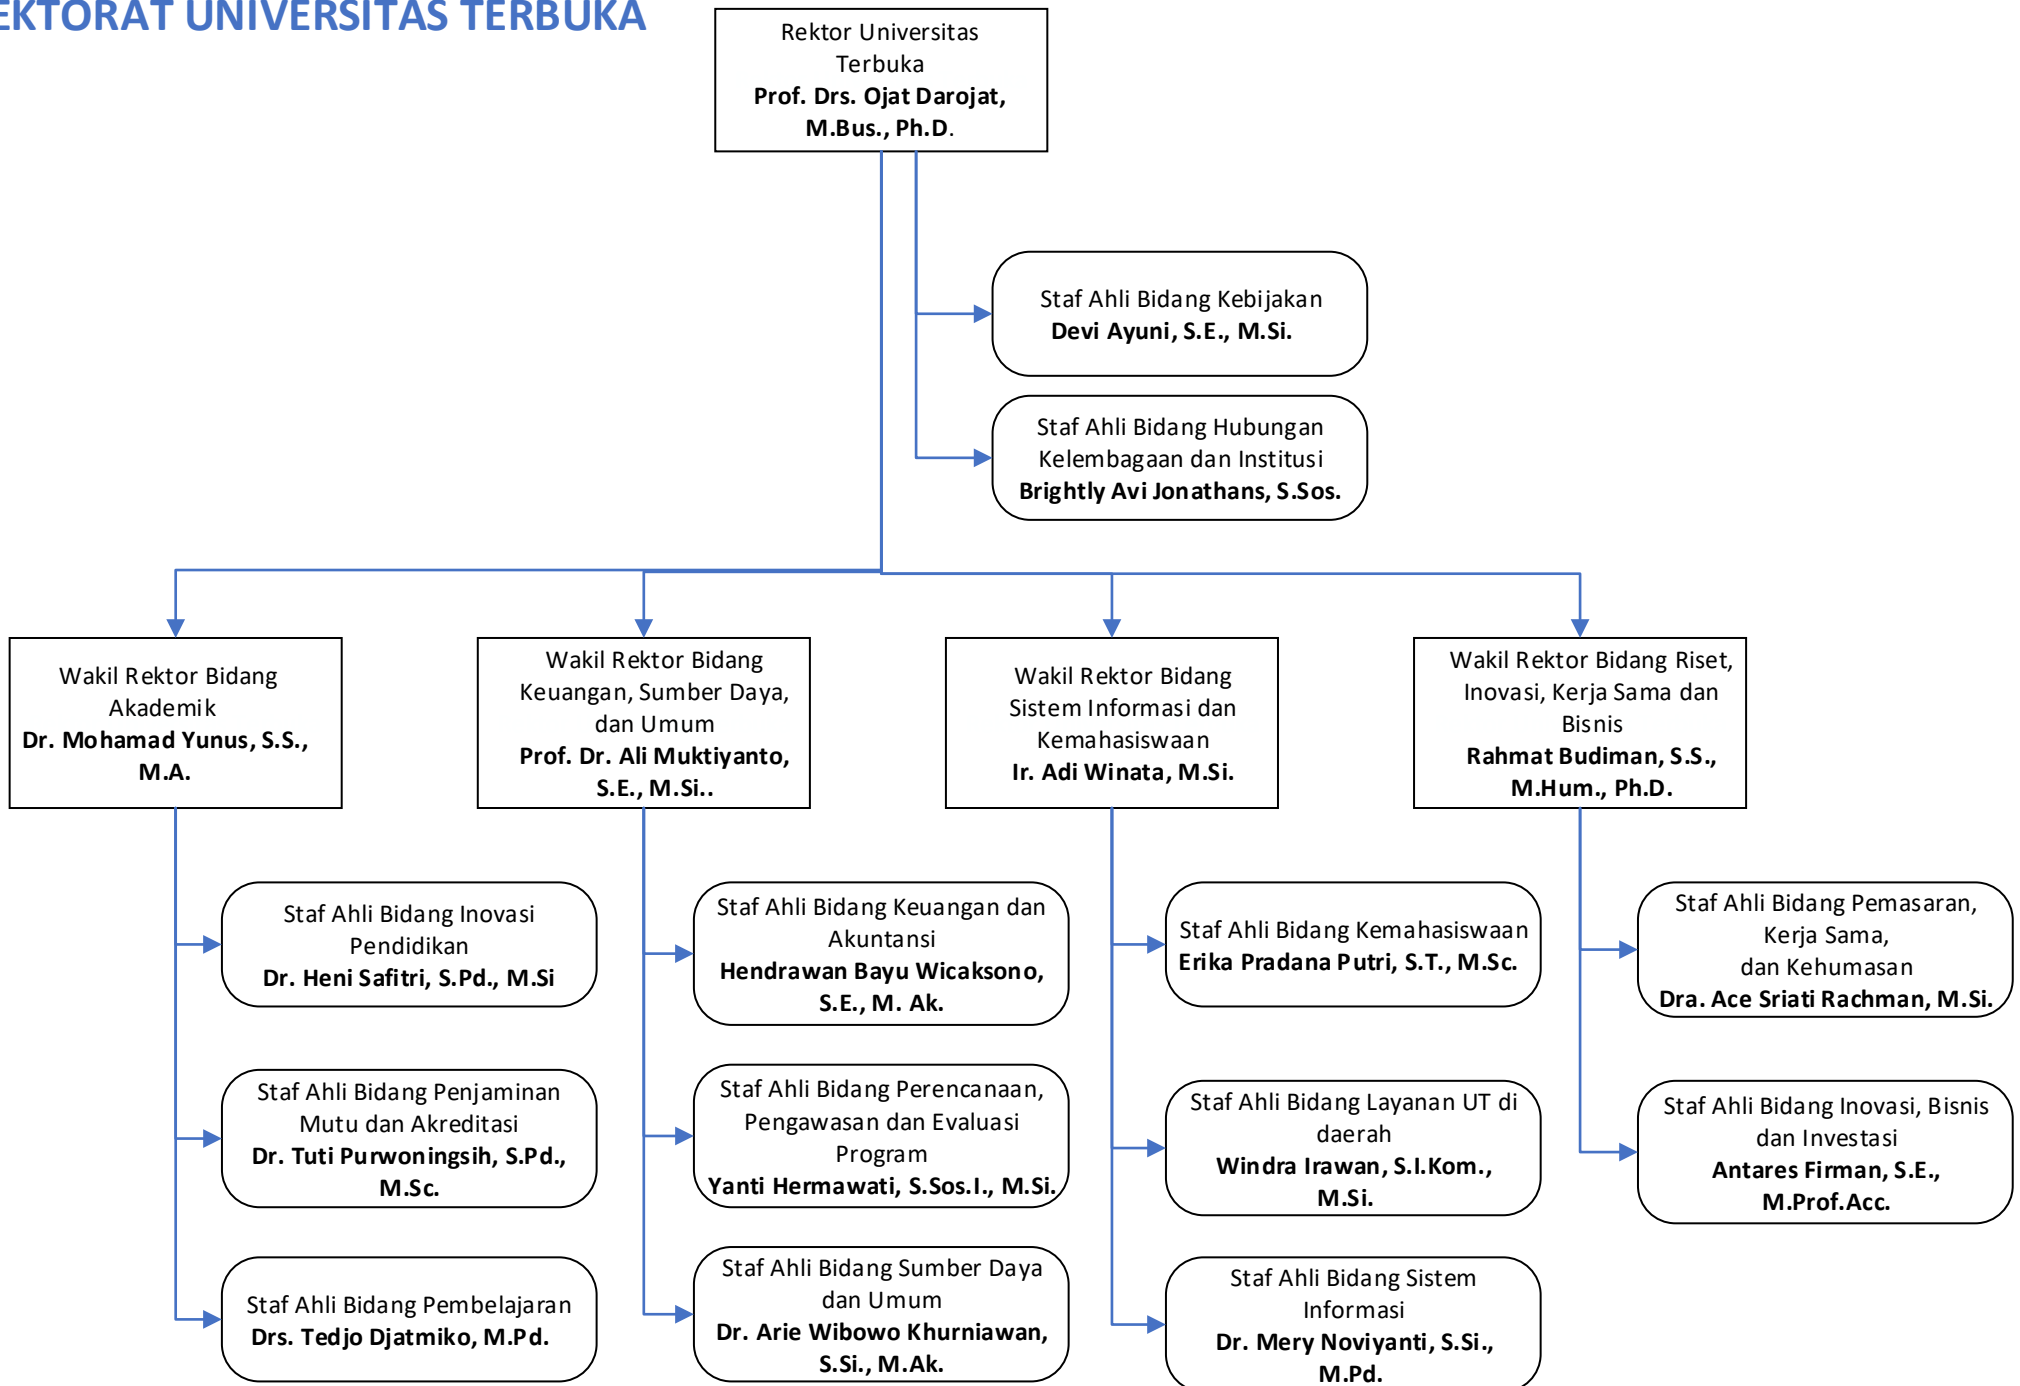 EKTORAT UNIVERSITAS TERBUKA
Rektor Universitas
Terbuka
Prof. Drs. Ojat Darojat,
M.Bus., Ph.D.
Staf Ahli Bidang Kebijakan
Devi Ayuni, S.E., M.Si.
Staf Ahli Bidang Hubungan
Kelembagaan dan Institusi
Brightly Avi Jonathans, S.Sos.
Wakil Rektor Bidang
Akademik
Dr. Mohamad Yunus, S.S.,
M.A.
Wakil Rektor Bidang
Keuangan, Sumber Daya,
dan Umum
Prof. Dr. Ali Muktiyanto,
S.E., M.Si..
Wakil Rektor Bidang
Sistem Informasi dan
Kemahasiswaan
Ir. Adi Winata, M.Si.
Wakil Rektor Bidang Riset,
Inovasi, Kerja Sama dan
Bisnis
Rahmat Budiman, S.S.,
M.Hum., Ph.D.
Staf Ahli Bidang Inovasi
Pendidikan
Dr. Heni Safitri, S.Pd., M.Si
Staf Ahli Bidang Penjaminan
Mutu dan Akreditasi
Dr. Tuti Purwoningsih, S.Pd.,
M.Sc.
Staf Ahli Bidang Pembelajaran
Drs. Tedjo Djatmiko, M.Pd.
Staf Ahli Bidang Keuangan dan
Akuntansi
Hendrawan Bayu Wicaksono,
S.E., M. Ak.
Staf Ahli Bidang Perencanaan,
Pengawasan dan Evaluasi
Program
Yanti Hermawati, S.Sos.I., M.Si.
Staf Ahli Bidang Sumber Daya
dan Umum
Dr. Arie Wibowo Khurniawan,
S.Si., M.Ak.
Staf Ahli Bidang Kemahasiswaan
Erika Pradana Putri, S.T., M.Sc.
Staf Ahli Bidang Layanan UT di
daerah
Windra Irawan, S.I.Kom.,
M.Si.
Staf Ahli Bidang Sistem
Informasi
Dr. Mery Noviyanti, S.Si.,
M.Pd.
Staf Ahli Bidang Pemasaran,
Kerja Sama,
dan Kehumasan
Dra. Ace Sriati Rachman, M.Si.
Staf Ahli Bidang Inovasi, Bisnis
dan Investasi
Antares Firman, S.E.,
M.Prof.Acc.